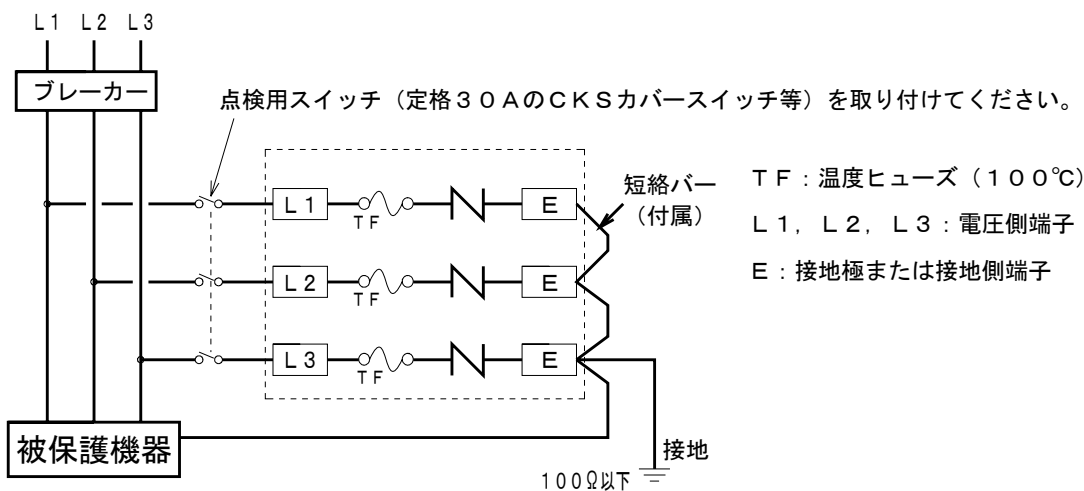 L1 L2 L3
ブレーカー
点検用スイッチ（定格３０ＡのＣＫＳカバースイッチ等）を取り付けてください。
L1
TF
E
短絡バー
（付属）
ＴＦ：温度ヒューズ（１００℃）
Ｌ１，Ｌ２，Ｌ３：電圧側端子
Ｅ：接地極または接地側端子
L2
TF
E
L3
TF
E
被保護機器
接地
100Ω以下